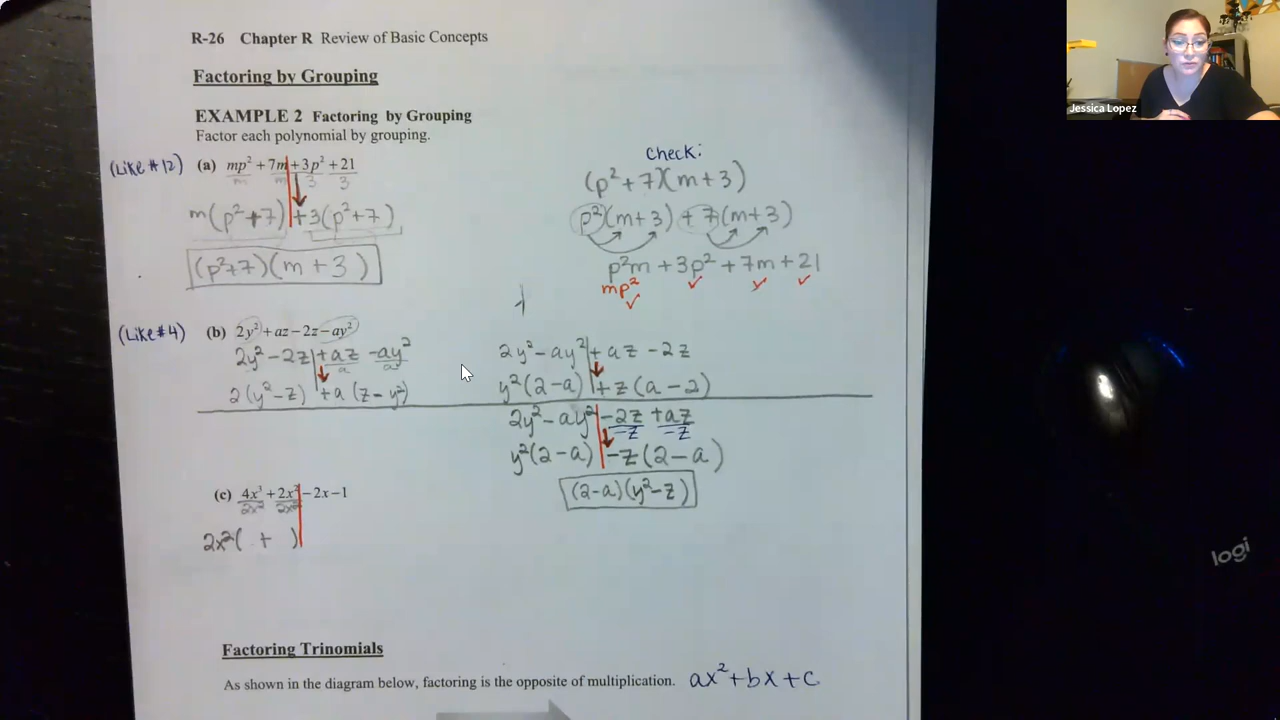 R-26 Chapter R Review of Basic Concepts
Jessica Lopez
Factoring by Grouping
EXAMPLE 2 Factoring by Grouping
Factor each polynomial by grouping.
(Like #12) (a) mp² + 7m + 3p² + 21
m m 3 3
m(p² + 7) + 3(p² + 7)
(p²+7)(m + 3)
check:
(p² + 7)(m + 3)
p²(m + 3) + 7(m + 3)
p²m + 3p² + 7m + 21
mp²
✓ ✓ ✓ ✓
(Like #4) (b) 2y² + az − 2z − ay²
2y² − 2z + az − ay²
a a
2(y² − z) + a(z − y²)
2y² − ay² + az − 2z
y²(2 − a) + z(a − 2)
2y² − ay² − 2z + az
−z −z
y²(2 − a) − z(2 − a)
(2−a)(y²−z)
(c) 4x³ + 2x² − 2x − 1
2x² 2x²
2x²( + )
logi
Factoring Trinomials
As shown in the diagram below, factoring is the opposite of multiplication. ax² + bx + c